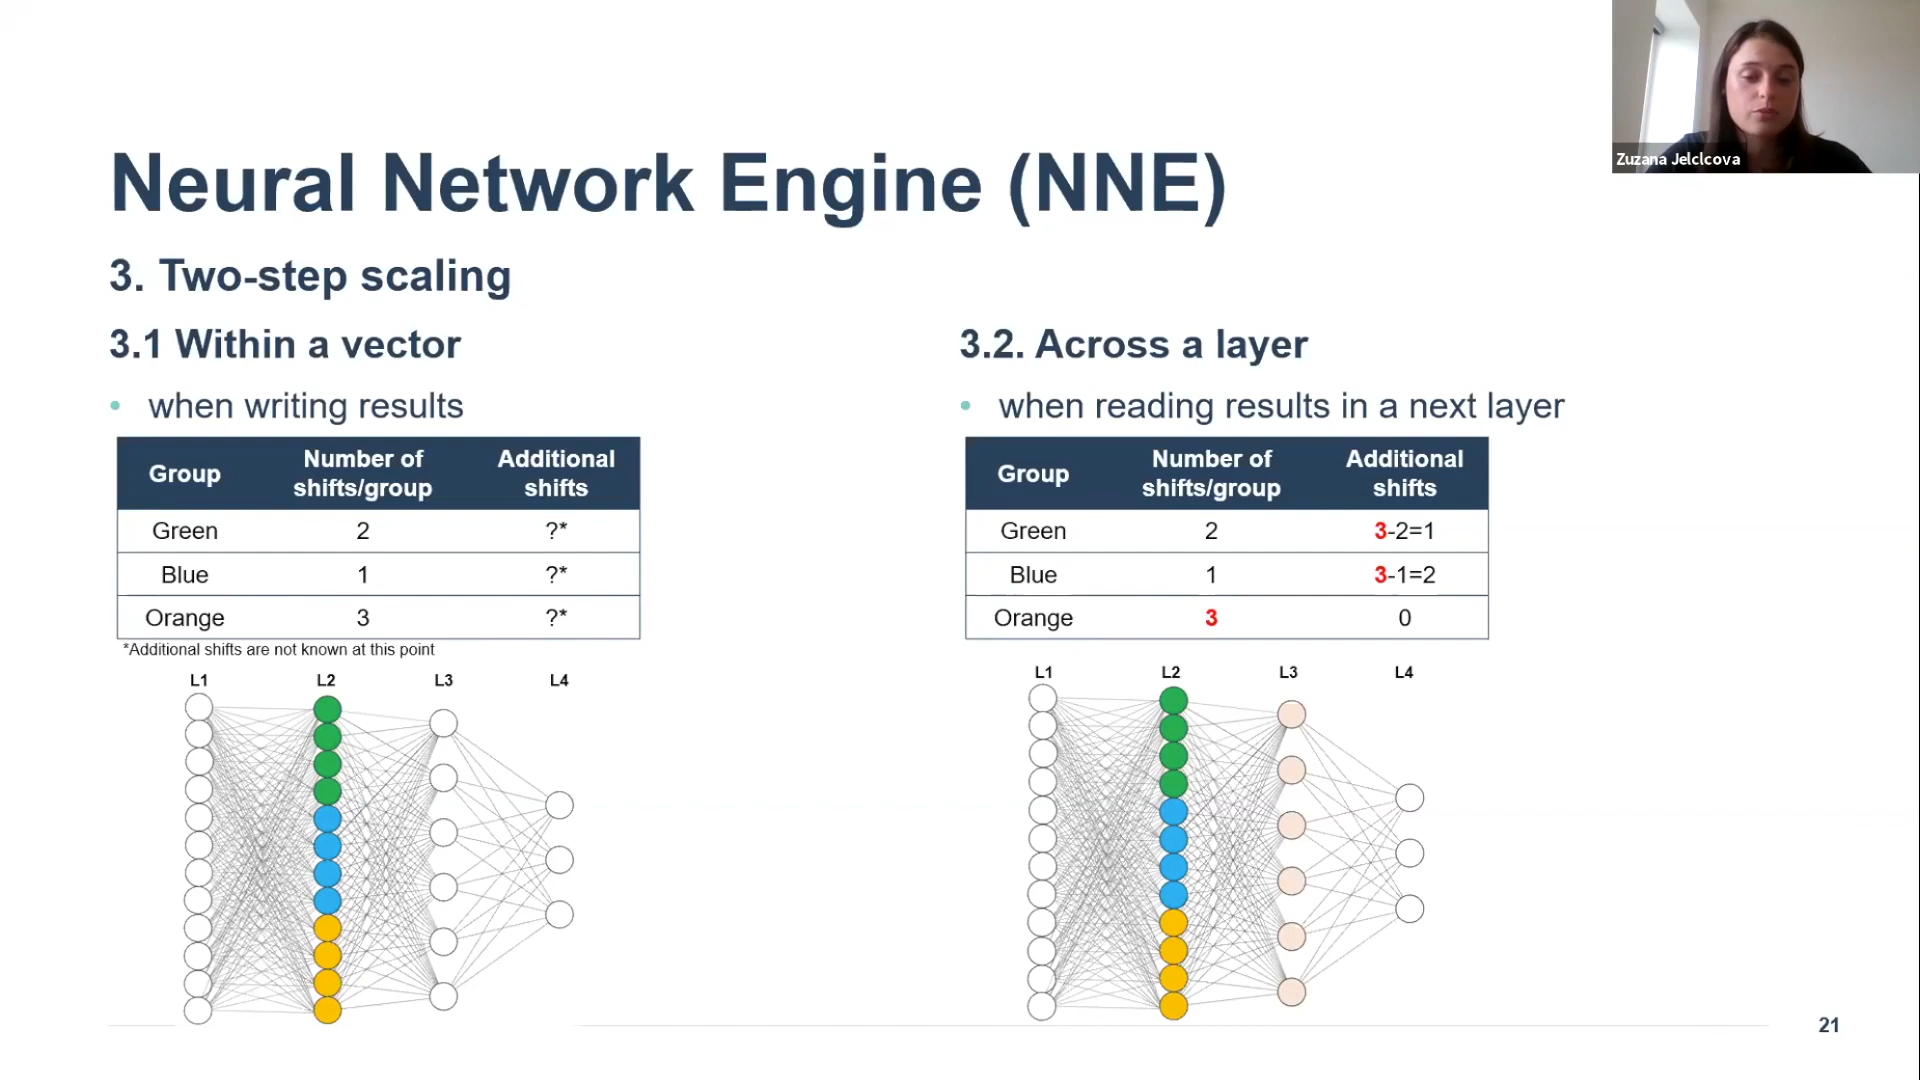 Zuzana Jelclcova
Neural Network Engine (NNE)
3. Two-step scaling
3.1 Within a vector
• when writing results
Group Number of shifts/group Additional shifts
Green 2 ?*
Blue 1 ?*
Orange 3 ?*
*Additional shifts are not known at this point
L1 L2 L3 L4
3.2. Across a layer
• when reading results in a next layer
Group Number of shifts/group Additional shifts
Green 2 3-2=1
Blue 1 3-1=2
Orange 3 0
L1 L2 L3 L4
21